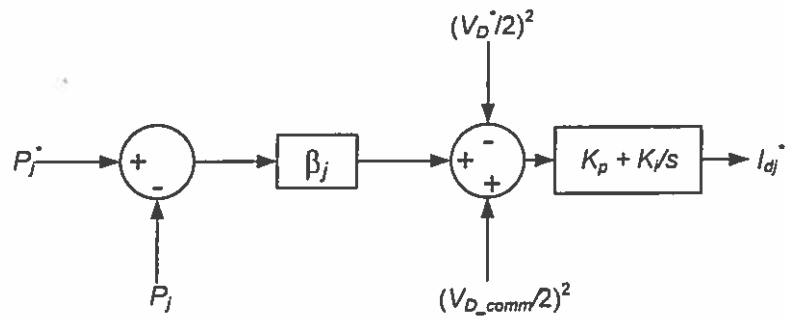 (V_D*/2)²
P_j*
+
-
β_j
-
+
+
K_p + K_i/s
I_dj*
P_j
(V_D_comm/2)²